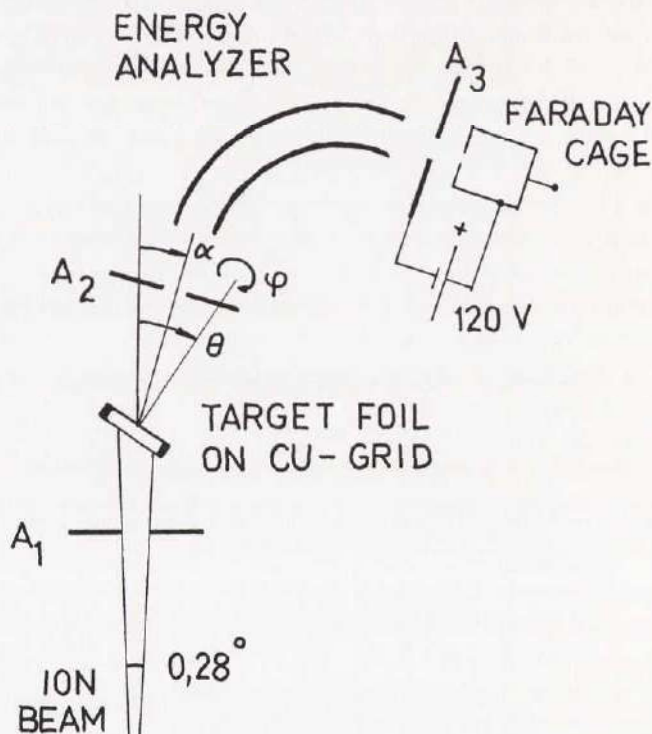 ENERGY
ANALYZER
A3
FARADAY
CAGE
α
A2
φ
+
θ
120 V
TARGET FOIL
ON CU-GRID
A1
0,28°
ION
BEAM